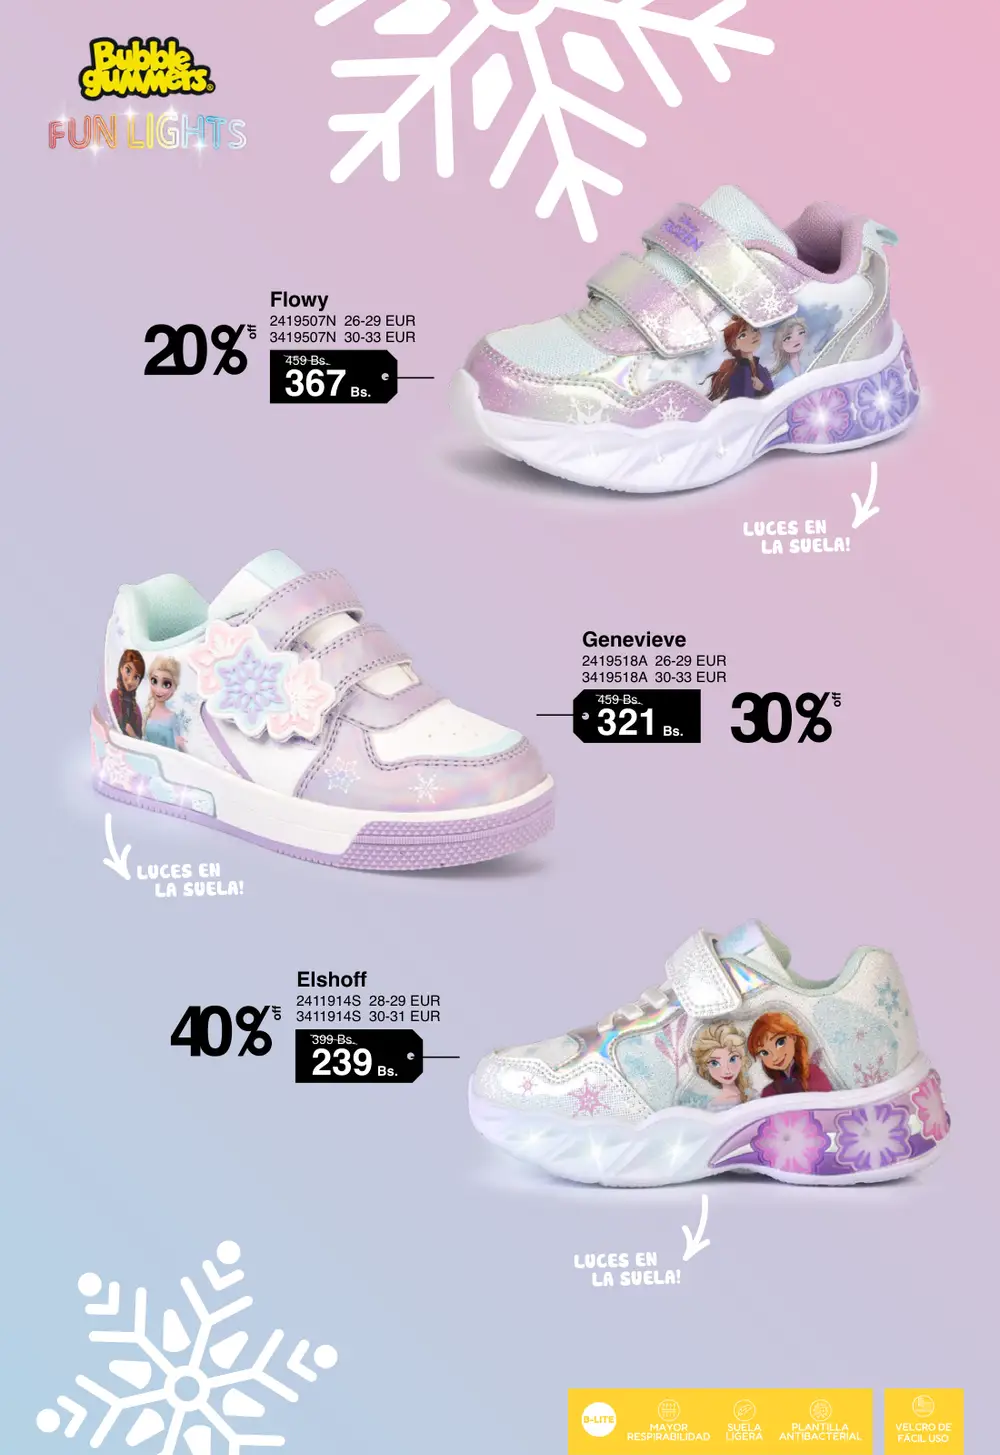 Bubble
gummers®
FUN LIGHTS
Disney
FROZEN
Flowy
2419507N 26-29 EUR
3419507N 30-33 EUR
20% off
459 Bs.
367 Bs.
LUCES EN
LA SUELA!
Genevieve
2419518A 26-29 EUR
3419518A 30-33 EUR
459 Bs.
321 Bs.
30% off
LUCES EN
LA SUELA!
Elshoff
2411914S 28-29 EUR
3411914S 30-31 EUR
40% off
399 Bs.
239 Bs.
LUCES EN
LA SUELA!
B-LITE
MAYOR
RESPIRABILIDAD
SUELA
LIGERA
PLANTILLA
ANTIBACTERIAL
VELCRO DE
FÁCIL USO